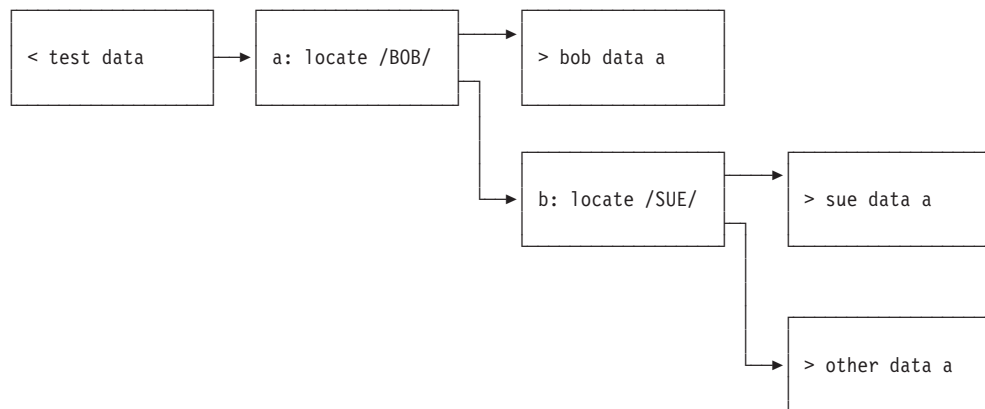 < test data
a: locate /BOB/
> bob data a
b: locate /SUE/
> sue data a
> other data a